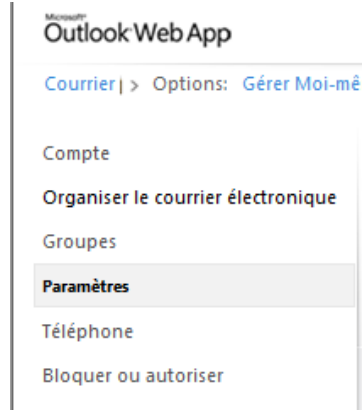 Microsoft
Outlook Web App
Courrier > Options: Gérer Moi-mê
Compte
Organiser le courrier électronique
Groupes
Paramètres
Téléphone
Bloquer ou autoriser